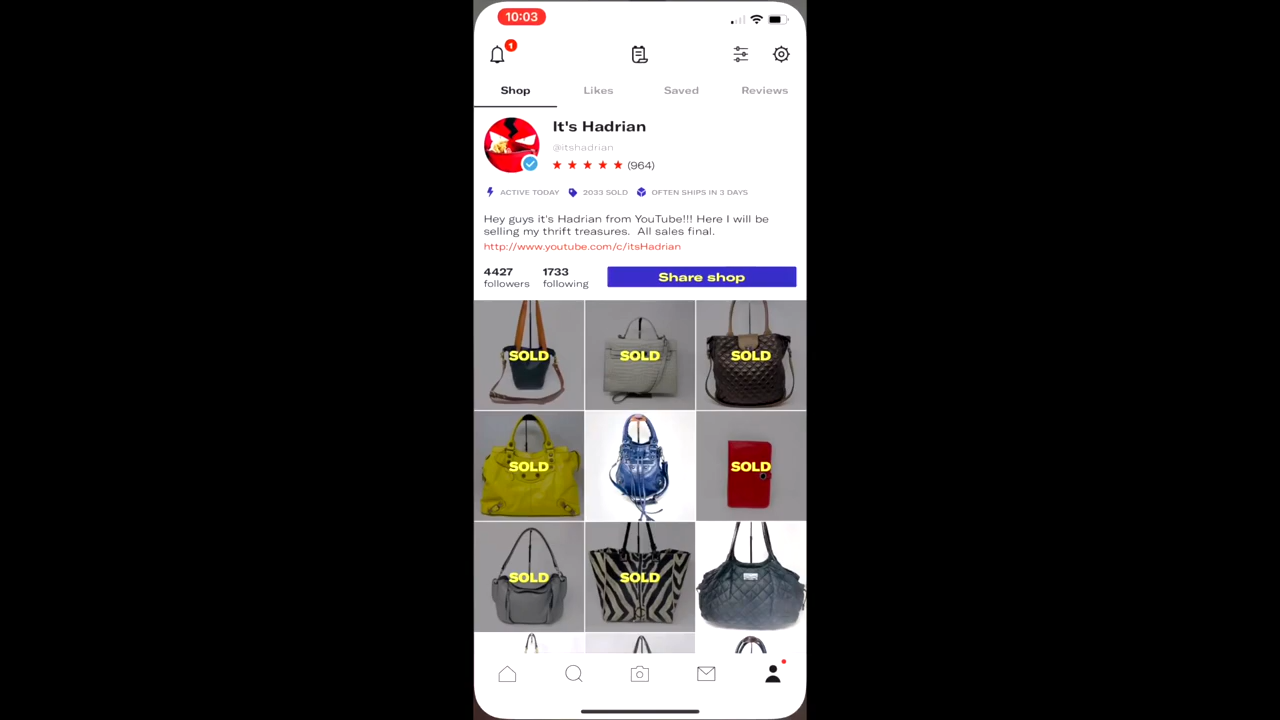 10:03
1
Shop Likes Saved Reviews
It's Hadrian
@itshadrian
(964)
ACTIVE TODAY 2033 SOLD OFTEN SHIPS IN 3 DAYS
Hey guys it's Hadrian from YouTube!!! Here I will be
selling my thrift treasures. All sales final.
http://www.youtube.com/c/itsHadrian
4427 1733
followers following
Share shop
SOLD SOLD SOLD
SOLD SOLD
SOLD SOLD